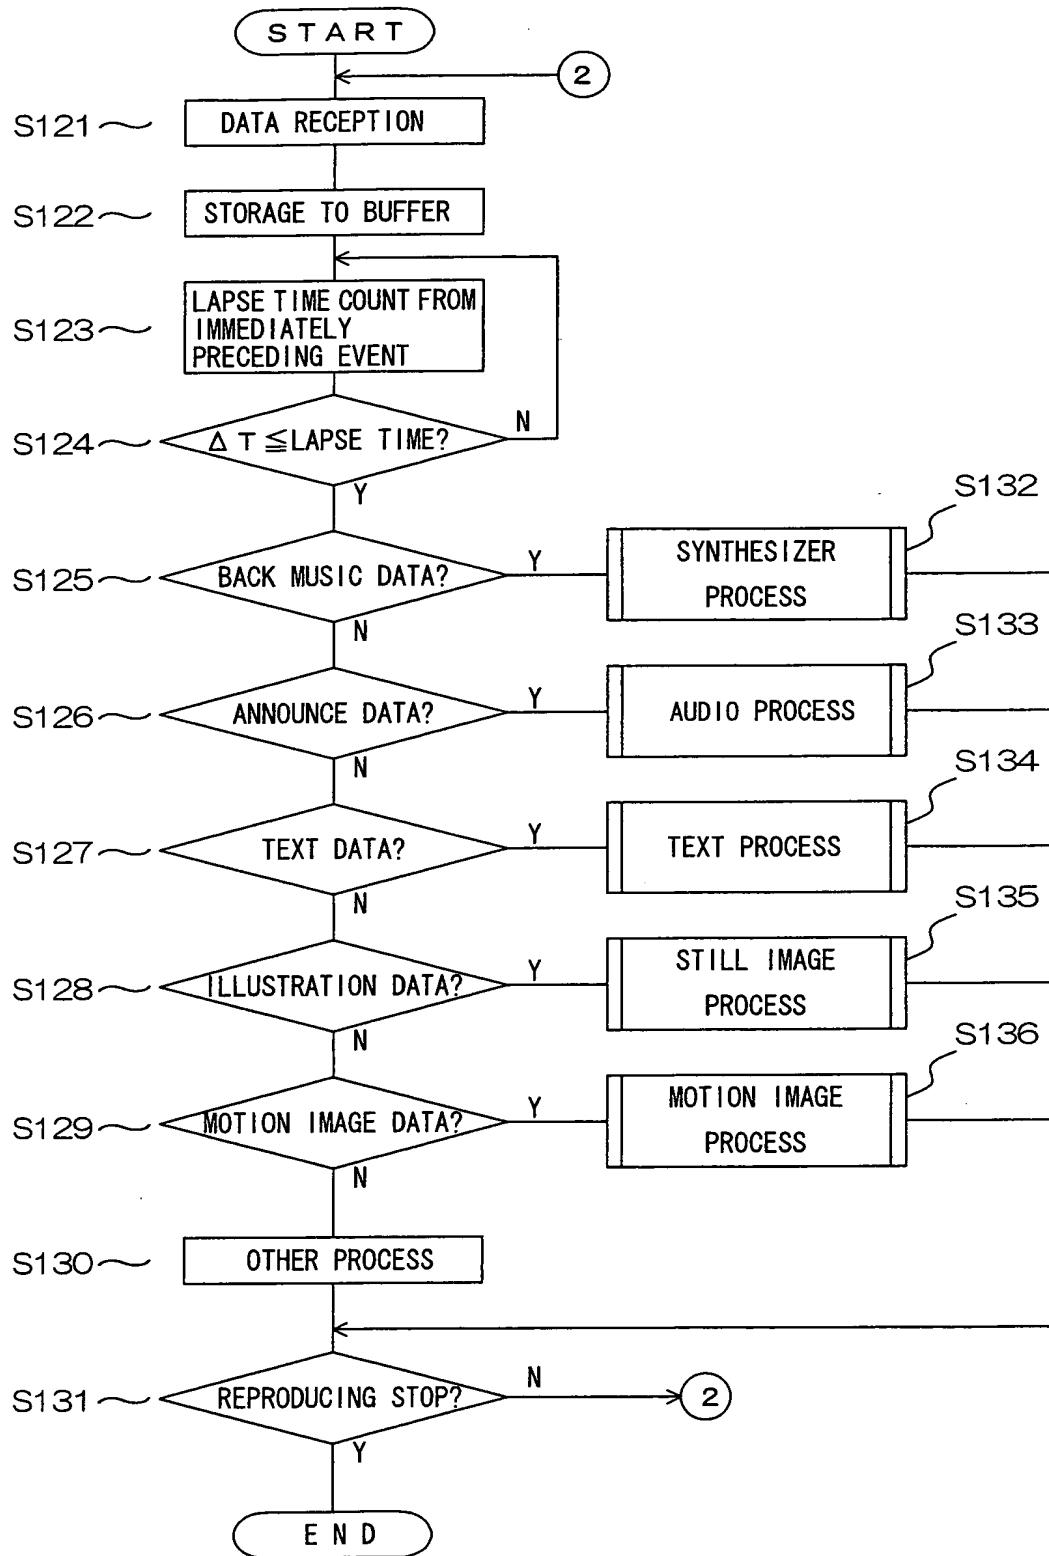 START
2
S121
DATA RECEPTION
S122
STORAGE TO BUFFER
S123
LAPSE TIME COUNT FROM
IMMEDIATELY
PRECEDING EVENT
S124
Δ T ≦LAPSE TIME?
N
Y
S125
BACK MUSIC DATA?
Y
N
SYNTHESIZER
PROCESS
S132
S126
ANNOUNCE DATA?
Y
N
AUDIO PROCESS
S133
S127
TEXT DATA?
Y
N
TEXT PROCESS
S134
S128
ILLUSTRATION DATA?
Y
N
STILL IMAGE
PROCESS
S135
S129
MOTION IMAGE DATA?
Y
N
MOTION IMAGE
PROCESS
S136
S130
OTHER PROCESS
S131
REPRODUCING STOP?
N
2
Y
END